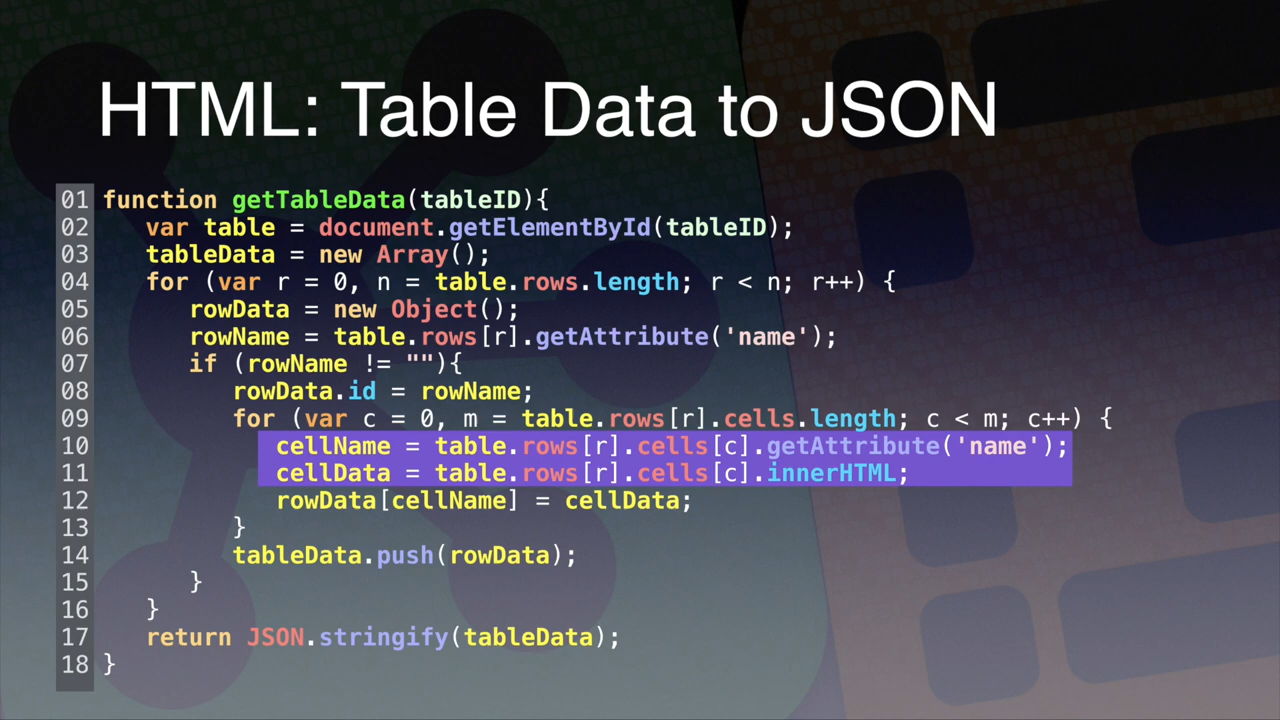 HTML: Table Data to JSON
01 function getTableData(tableID){
02    var table = document.getElementById(tableID);
03    tableData = new Array();
04    for (var r = 0, n = table.rows.length; r < n; r++) {
05       rowData = new Object();
06       rowName = table.rows[r].getAttribute('name');
07       if (rowName != ""){
08          rowData.id = rowName;
09          for (var c = 0, m = table.rows[r].cells.length; c < m; c++) {
10             cellName = table.rows[r].cells[c].getAttribute('name');
11             cellData = table.rows[r].cells[c].innerHTML;
12             rowData[cellName] = cellData;
13          }
14          tableData.push(rowData);
15       }
16    }
17    return JSON.stringify(tableData);
18 }